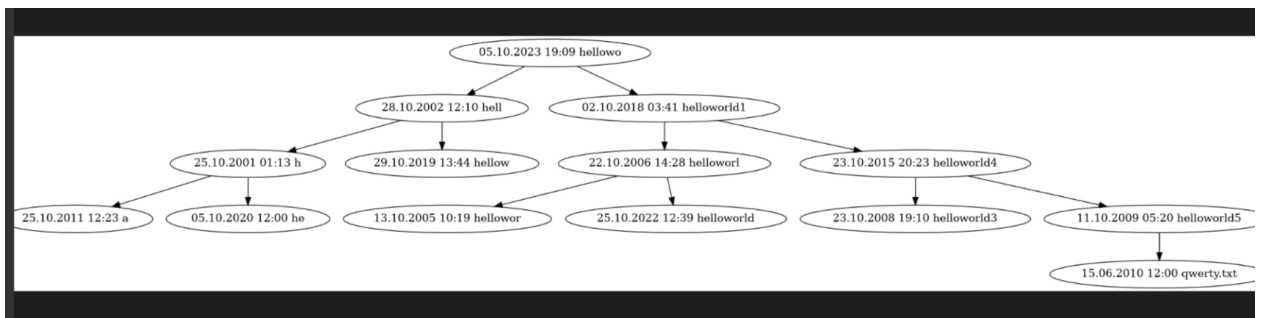 05.10.2023 19:09 hellowo
28.10.2002 12:10 hell
02.10.2018 03:41 helloworld1
25.10.2001 01:13 h
29.10.2019 13:44 hellow
22.10.2006 14:28 helloworl
23.10.2015 20:23 helloworld4
25.10.2011 12:23 a
05.10.2020 12:00 he
13.10.2005 10:19 hellowor
25.10.2022 12:39 helloworld
23.10.2008 19:10 helloworld3
11.10.2009 05:20 helloworld5
15.06.2010 12:00 qwerty.txt